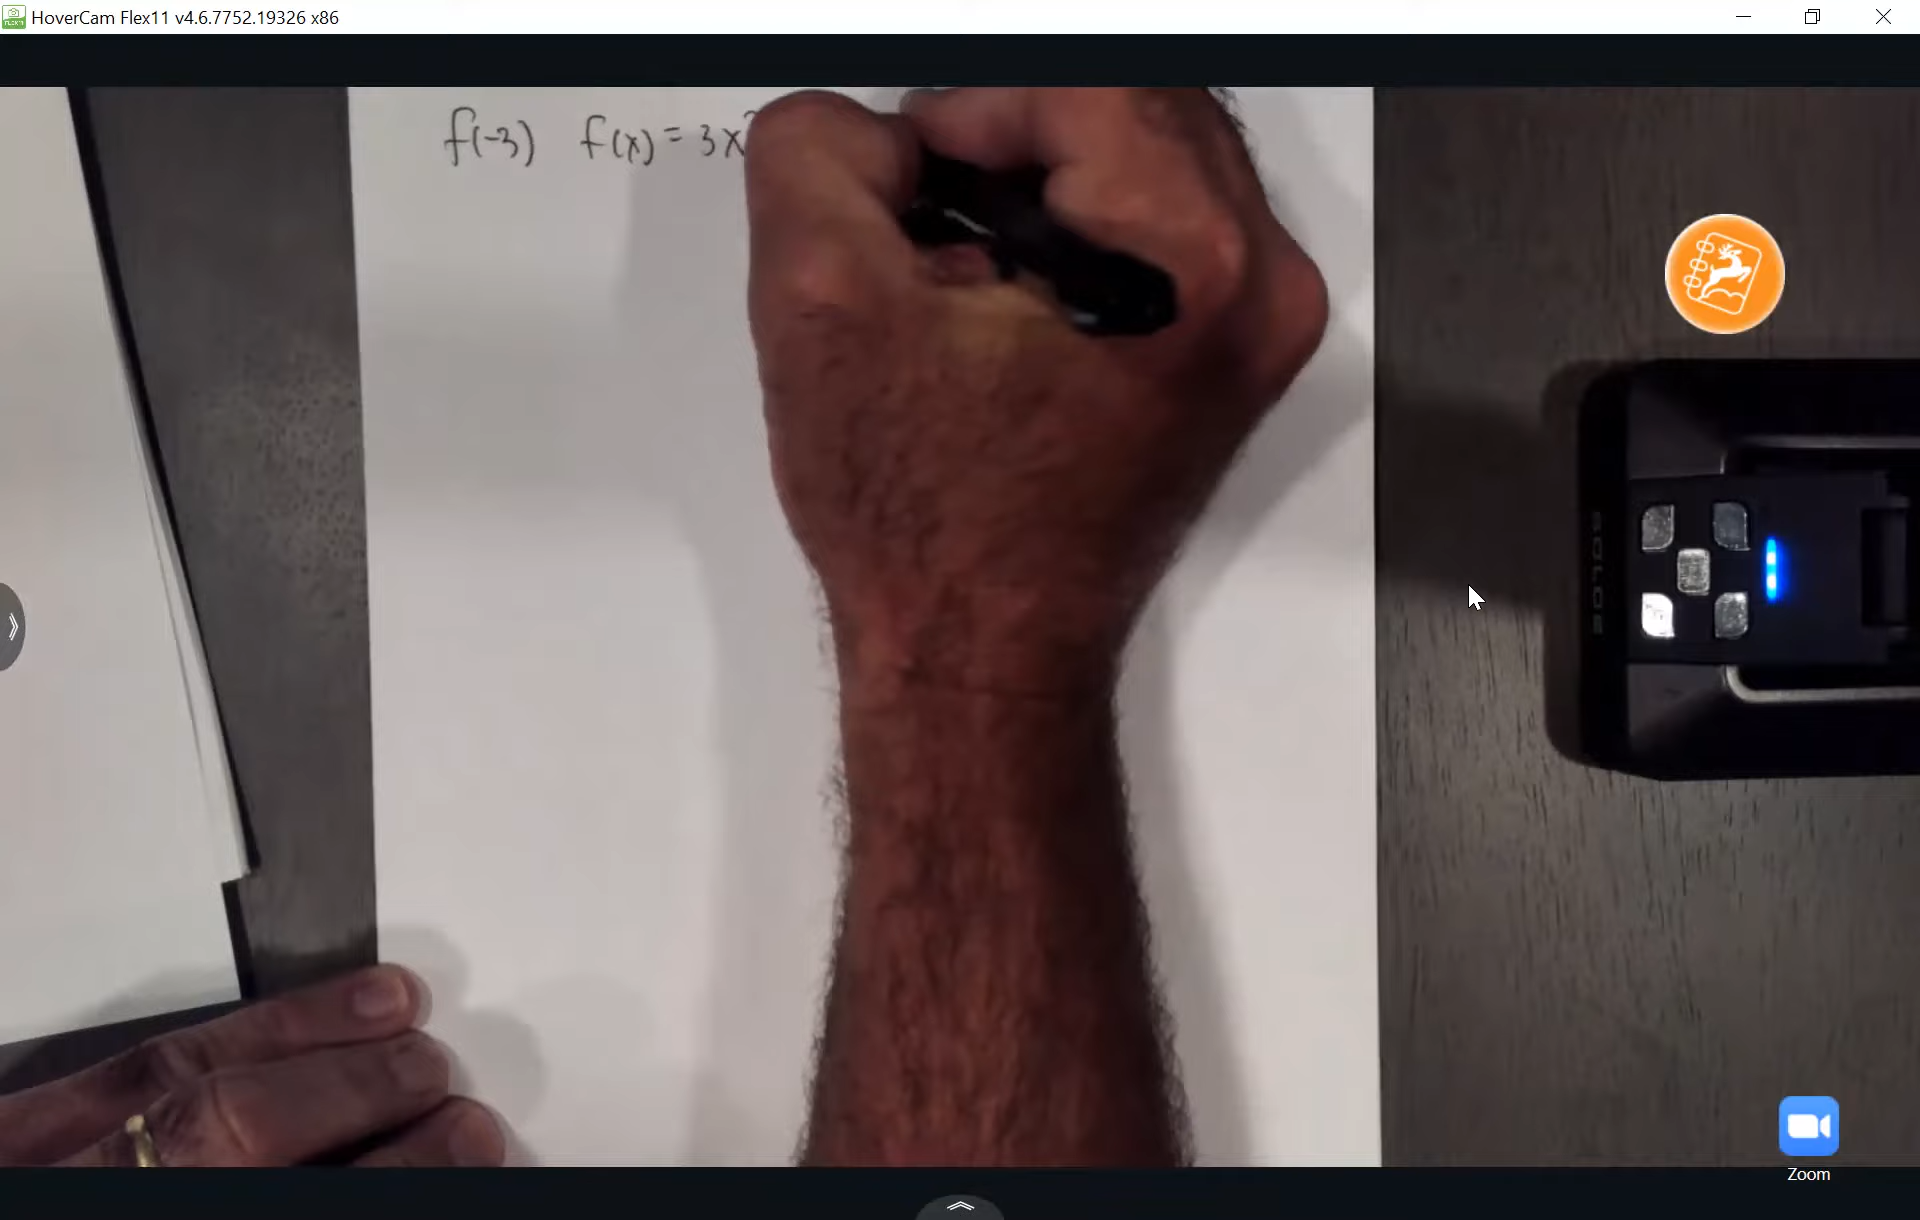 HoverCam Flex11 v4.6.7752.19326 x86
f(-3) f(x) = 3x
Zoom